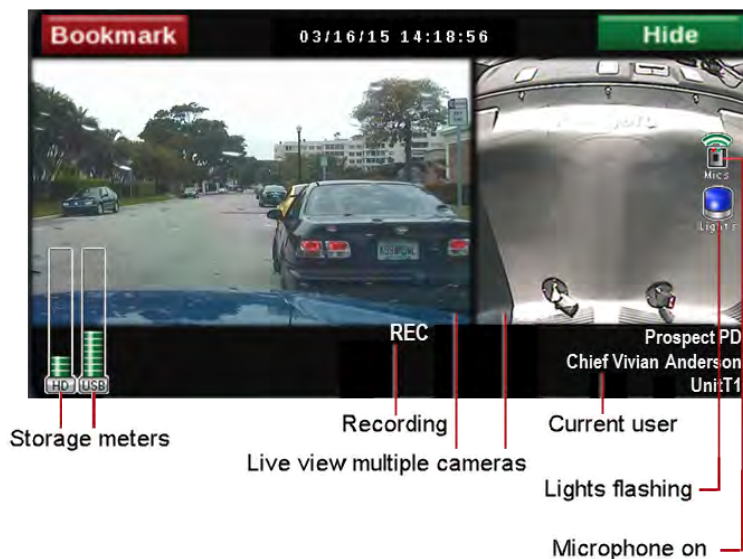 Bookmark
03/16/15 14:18:56
Hide
Mics
Lights
REC
Prospect PD
Chief Vivian Anderson
UnitT1
HD
USB
Storage meters
Recording
Current user
Live view multiple cameras
Lights flashing
Microphone on